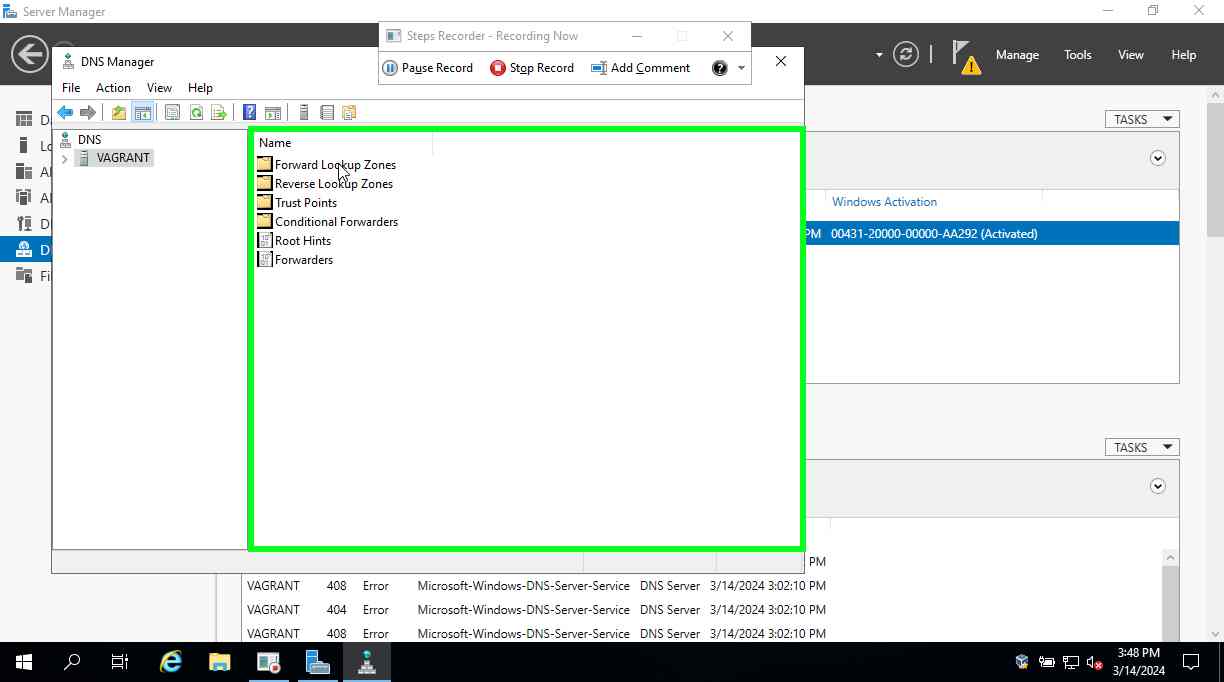 Server Manager
Steps Recorder - Recording Now
Pause Record Stop Record Add Comment
Manage Tools View Help
DNS Manager
File Action View Help
DNS
VAGRANT
Name
Forward Lookup Zones
Reverse Lookup Zones
Trust Points
Conditional Forwarders
Root Hints
Forwarders
TASKS
Windows Activation
PM 00431-20000-00000-AA292 (Activated)
TASKS
PM
VAGRANT 408 Error Microsoft-Windows-DNS-Server-Service DNS Server 3/14/2024 3:02:10 PM
VAGRANT 404 Error Microsoft-Windows-DNS-Server-Service DNS Server 3/14/2024 3:02:10 PM
VAGRANT 408 Error Microsoft-Windows-DNS-Server-Service DNS Server 3/14/2024 3:02:10 PM
3:48 PM
3/14/2024